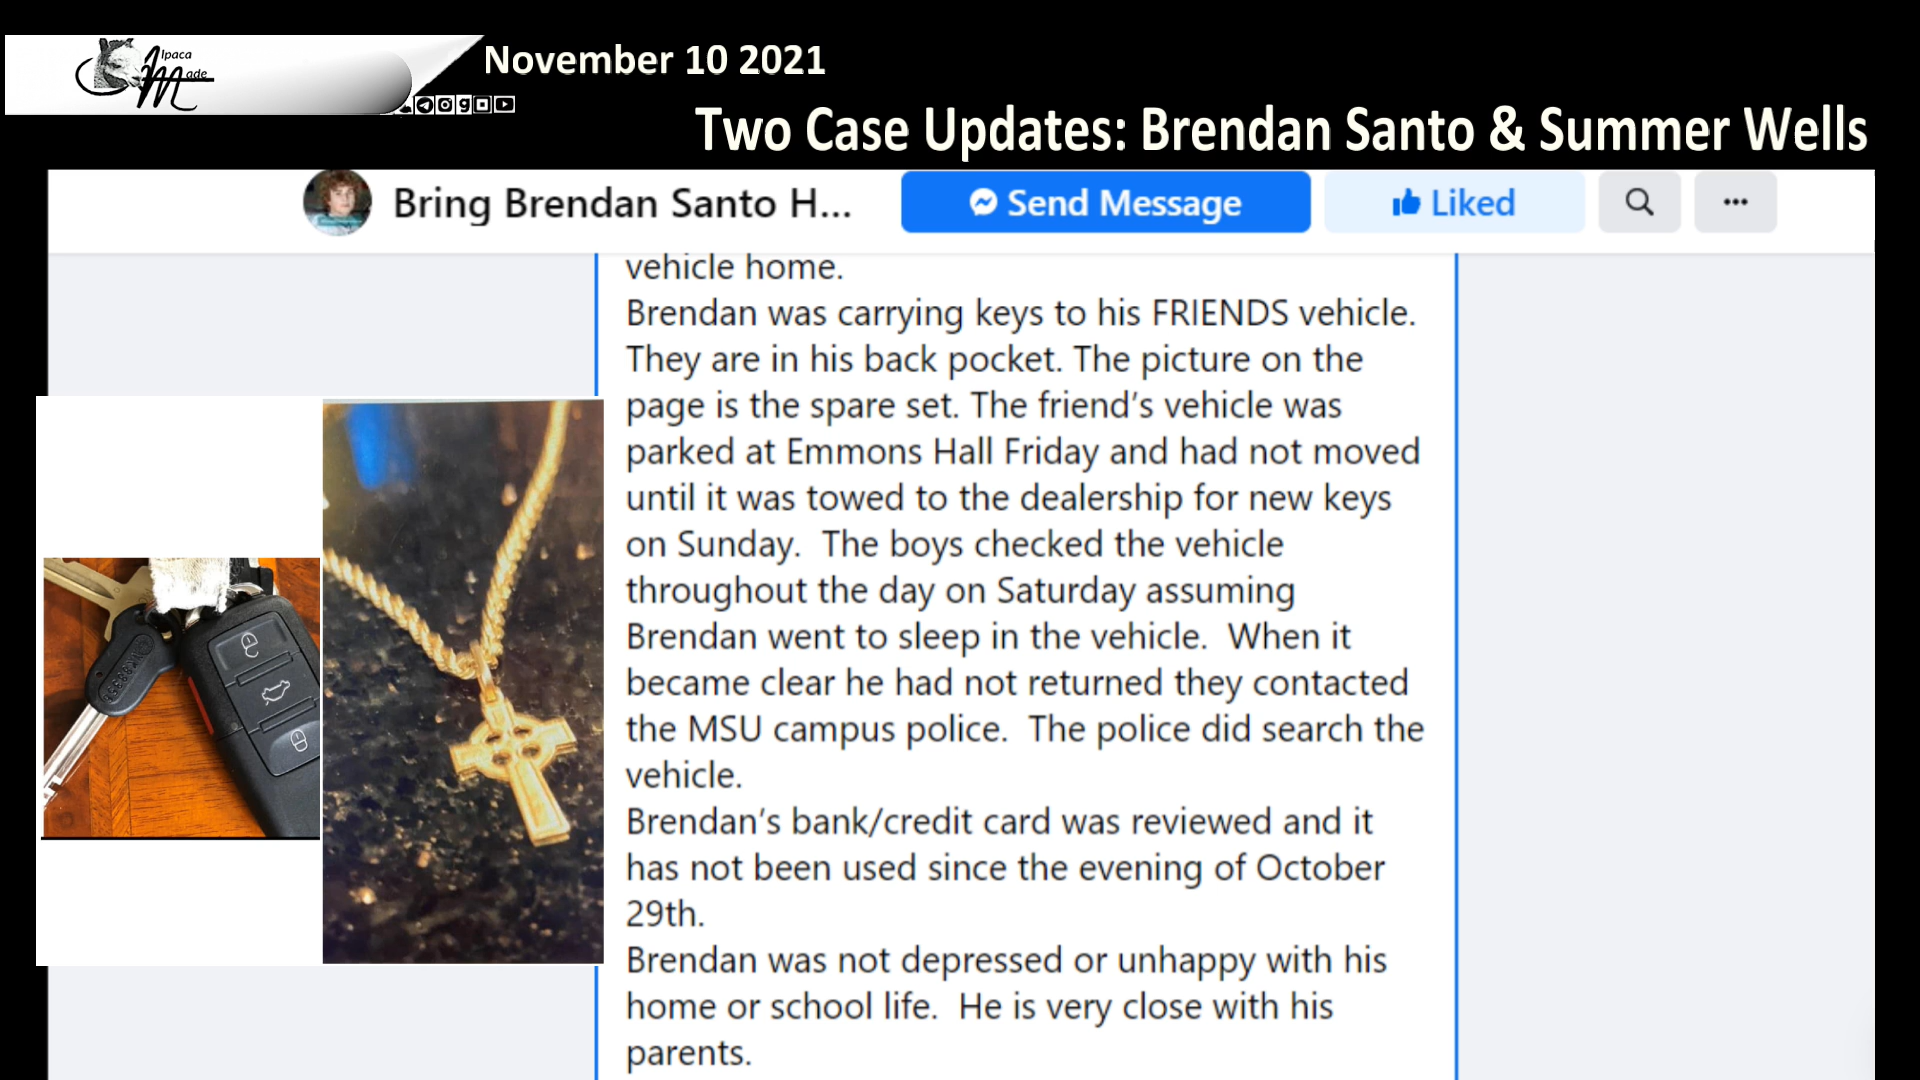 Alpaca
Made
November 10 2021
Two Case Updates: Brendan Santo & Summer Wells
Bring Brendan Santo H...
Send Message
Liked
vehicle home.
Brendan was carrying keys to his FRIENDS vehicle.
They are in his back pocket. The picture on the
page is the spare set. The friend's vehicle was
parked at Emmons Hall Friday and had not moved
until it was towed to the dealership for new keys
on Sunday.  The boys checked the vehicle
throughout the day on Saturday assuming
Brendan went to sleep in the vehicle.  When it
became clear he had not returned they contacted
the MSU campus police.  The police did search the
vehicle.
Brendan's bank/credit card was reviewed and it
has not been used since the evening of October
29th.
Brendan was not depressed or unhappy with his
home or school life.  He is very close with his
parents.